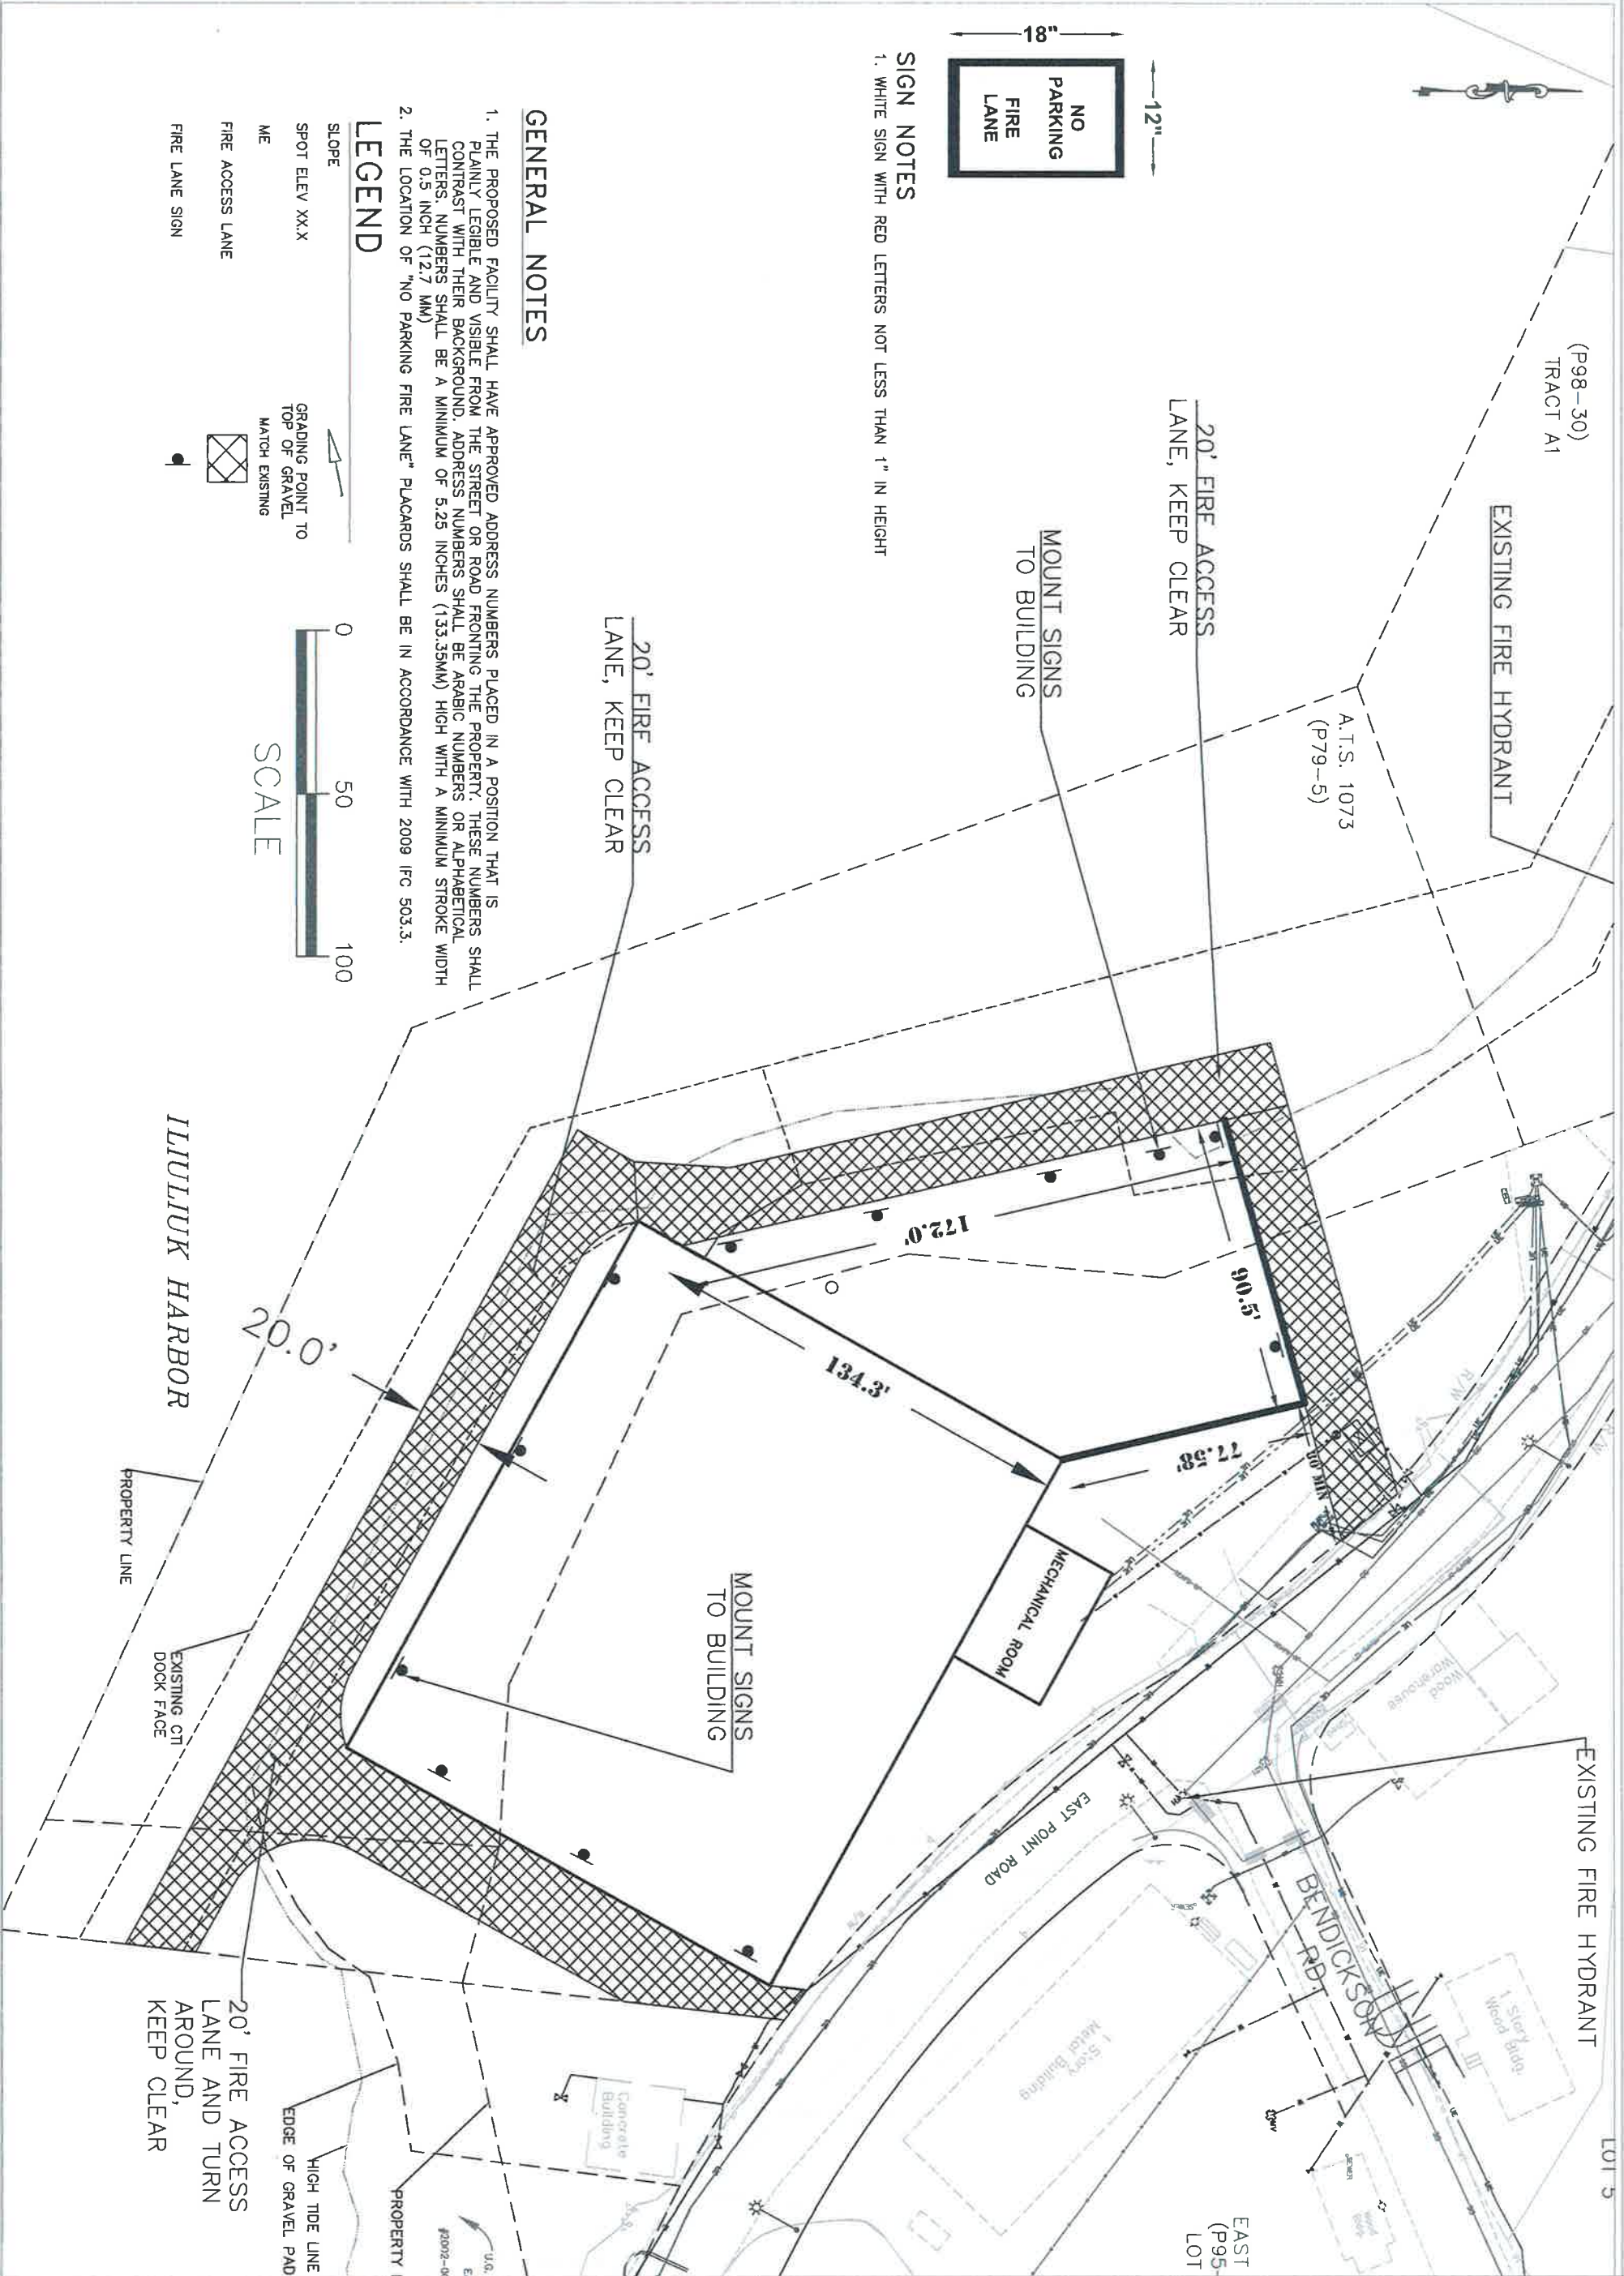 (P98-30)
TRACT A1
EXISTING FIRE HYDRANT
A.T.S. 1073
(P79-5)
18"
12"
NO
PARKING
FIRE
LANE
SIGN NOTES
1. WHITE SIGN WITH RED LETTERS NOT LESS THAN 1" IN HEIGHT
20' FIRE ACCESS
LANE, KEEP CLEAR
MOUNT SIGNS
TO BUILDING
20' FIRE ACCESS
LANE, KEEP CLEAR
GENERAL NOTES
1. THE PROPOSED FACILITY SHALL HAVE APPROVED ADDRESS NUMBERS PLACED IN A POSITION THAT IS
PLAINLY LEGIBLE AND VISIBLE FROM THE STREET OR ROAD FRONTING THE PROPERTY. THESE NUMBERS SHALL
CONTRAST WITH THEIR BACKGROUND. ADDRESS NUMBERS SHALL BE ARABIC NUMBERS OR ALPHABETICAL
LETTERS. NUMBERS SHALL BE A MINIMUM OF 5.25 INCHES (133.35MM) HIGH WITH A MINIMUM STROKE WIDTH
OF 0.5 INCH (12.7 MM)
2. THE LOCATION OF "NO PARKING FIRE LANE" PLACARDS SHALL BE IN ACCORDANCE WITH 2009 IFC 503.3.
LEGEND
SLOPE
SPOT ELEV XX.X
GRADING POINT TO
TOP OF GRAVEL
ME
MATCH EXISTING
FIRE ACCESS LANE
FIRE LANE SIGN
0 50 100
SCALE
172.0'
90.5'
134.3'
77.58'
MECHANICAL ROOM
MOUNT SIGNS
TO BUILDING
20.0'
ILIULIUK HARBOR
PROPERTY LINE
EXISTING CTI
DOCK FACE
EXISTING FIRE HYDRANT
Wood
Warehouse
EAST POINT ROAD
BENDICKSON
RD
1 Story
Wood Bldg.
1 Story
Metal Building
Concrete
Building
R/W
SEWER
LOT 5
EAST
(P95-
LOT
20' FIRE ACCESS
LANE AND TURN
AROUND,
KEEP CLEAR
HIGH TIDE LINE
EDGE OF GRAVEL PAD
PROPERTY
U.G.